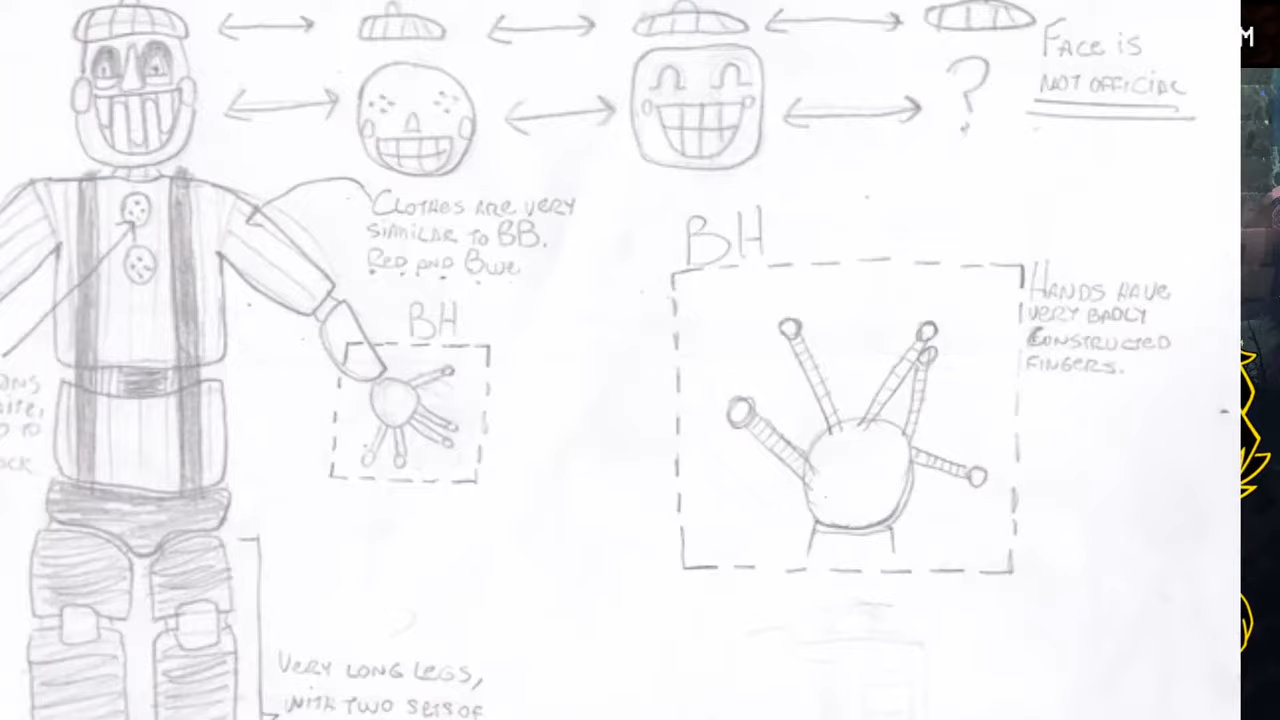 FACE IS
NOT OFFICIAL
?
M
CLOTHES ARE VERY
SIMILAR TO BB.
RED AND BLUE
BH
BH
HANDS HAVE
VERY BADLY
CONSTRUCTED
FINGERS.
VERY LONG LEGS,
WITH TWO SETS OF